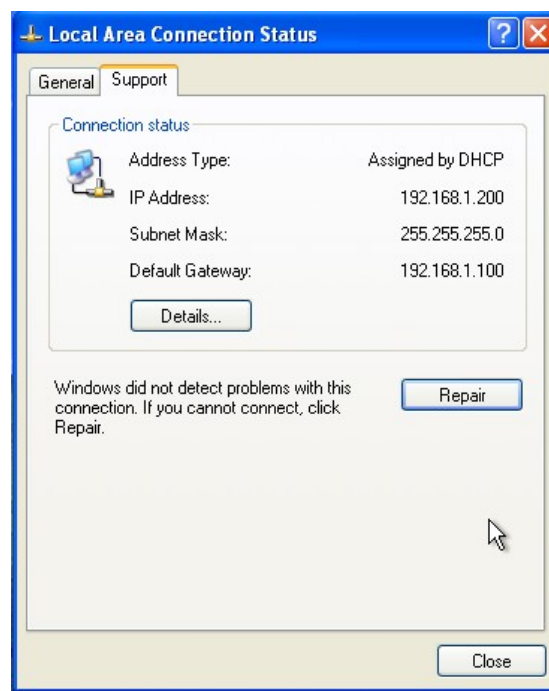 Local Area Connection Status
General Support
Connection status
Address Type: Assigned by DHCP
IP Address: 192.168.1.200
Subnet Mask: 255.255.255.0
Default Gateway: 192.168.1.100
Details...
Windows did not detect problems with this
connection. If you cannot connect, click
Repair.
Repair
Close